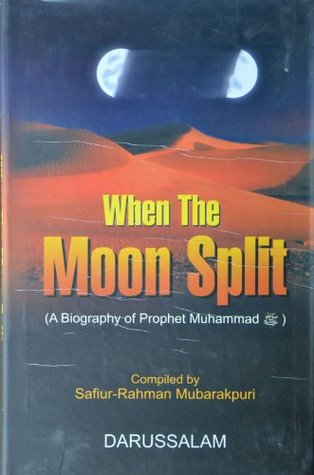 When The
Moon Split
(A Biography of Prophet Muhammad ﷺ)
Compiled by
Safiur-Rahman Mubarakpuri
DARUSSALAM